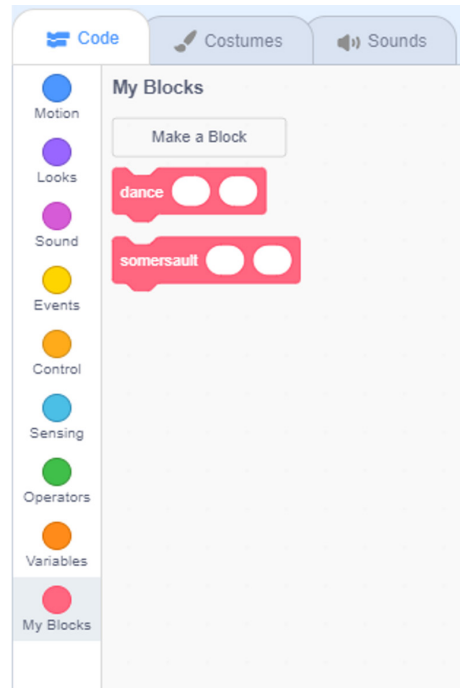 Code
Costumes
Sounds
Motion
Looks
Sound
Events
Control
Sensing
Operators
Variables
My Blocks
My Blocks
Make a Block
dance
somersault